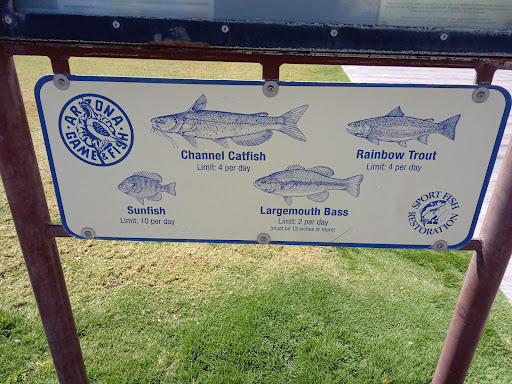 ARIZONA
GAME & FISH
Channel Catfish
Limit: 4 per day
Rainbow Trout
Limit: 4 per day
Sunfish
Limit: 10 per day
Largemouth Bass
Limit: 2 per day
(must be 13 inches or more)
SPORT FISH
RESTORATION